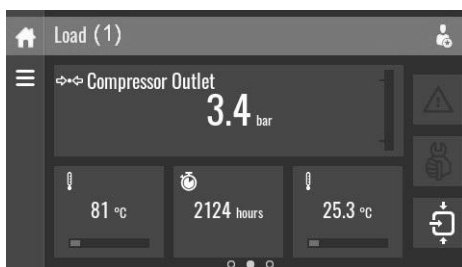 Load (1)
Compressor Outlet
3.4 bar
81 °C
2124 hours
25.3 °C